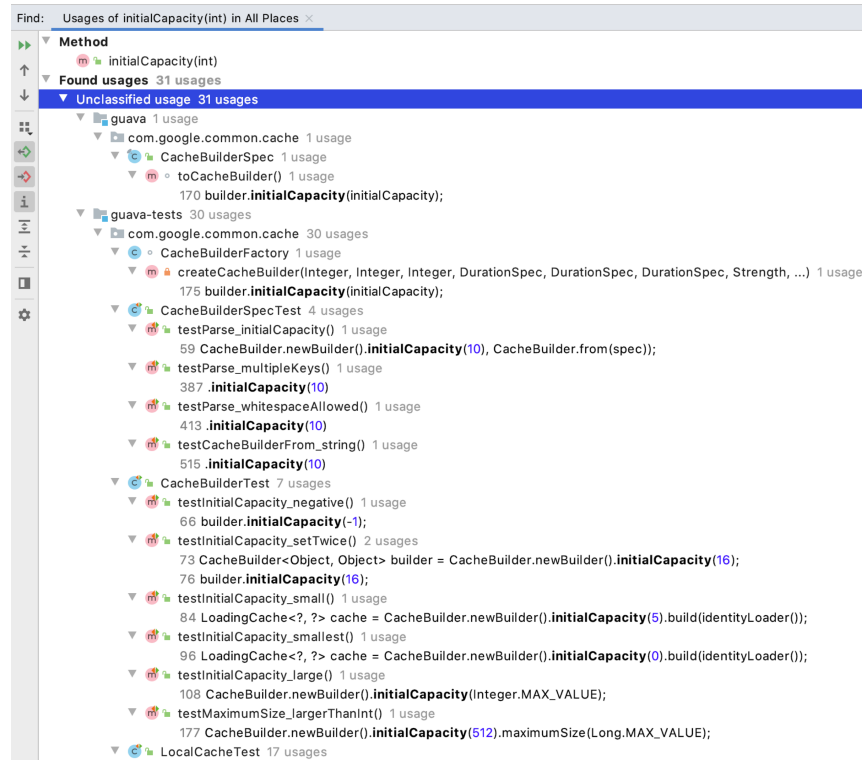 Find: Usages of initialCapacity(int) in All Places ×
Method
m initialCapacity(int)
Found usages 31 usages
Unclassified usage 31 usages
guava 1 usage
com.google.common.cache 1 usage
C CacheBuilderSpec 1 usage
m toCacheBuilder() 1 usage
170 builder.initialCapacity(initialCapacity);
guava-tests 30 usages
com.google.common.cache 30 usages
C CacheBuilderFactory 1 usage
m createCacheBuilder(Integer, Integer, Integer, DurationSpec, DurationSpec, DurationSpec, Strength, ...) 1 usage
175 builder.initialCapacity(initialCapacity);
C CacheBuilderSpecTest 4 usages
m testParse_initialCapacity() 1 usage
59 CacheBuilder.newBuilder().initialCapacity(10), CacheBuilder.from(spec));
m testParse_multipleKeys() 1 usage
387 .initialCapacity(10)
m testParse_whitespaceAllowed() 1 usage
413 .initialCapacity(10)
m testCacheBuilderFrom_string() 1 usage
515 .initialCapacity(10)
C CacheBuilderTest 7 usages
m testInitialCapacity_negative() 1 usage
66 builder.initialCapacity(-1);
m testInitialCapacity_setTwice() 2 usages
73 CacheBuilder<Object, Object> builder = CacheBuilder.newBuilder().initialCapacity(16);
76 builder.initialCapacity(16);
m testInitialCapacity_small() 1 usage
84 LoadingCache<?, ?> cache = CacheBuilder.newBuilder().initialCapacity(5).build(identityLoader());
m testInitialCapacity_smallest() 1 usage
96 LoadingCache<?, ?> cache = CacheBuilder.newBuilder().initialCapacity(0).build(identityLoader());
m testInitialCapacity_large() 1 usage
108 CacheBuilder.newBuilder().initialCapacity(Integer.MAX_VALUE);
m testMaximumSize_largerThanInt() 1 usage
177 CacheBuilder.newBuilder().initialCapacity(512).maximumSize(Long.MAX_VALUE);
C LocalCacheTest 17 usages